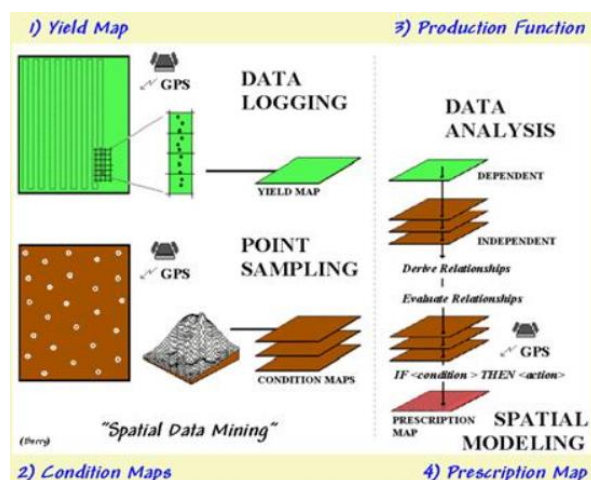 1) Yield Map
3) Production Function
GPS
DATA
LOGGING
YIELD MAP
GPS
POINT
SAMPLING
CONDITION MAPS
"Spatial Data Mining"
(Berry)
2) Condition Maps
DATA
ANALYSIS
DEPENDENT
INDEPENDENT
Derive Relationships
Evaluate Relationships
GPS
IF <condition> THEN <action>
PRESCRIPTION
MAP
SPATIAL
MODELING
4) Prescription Map